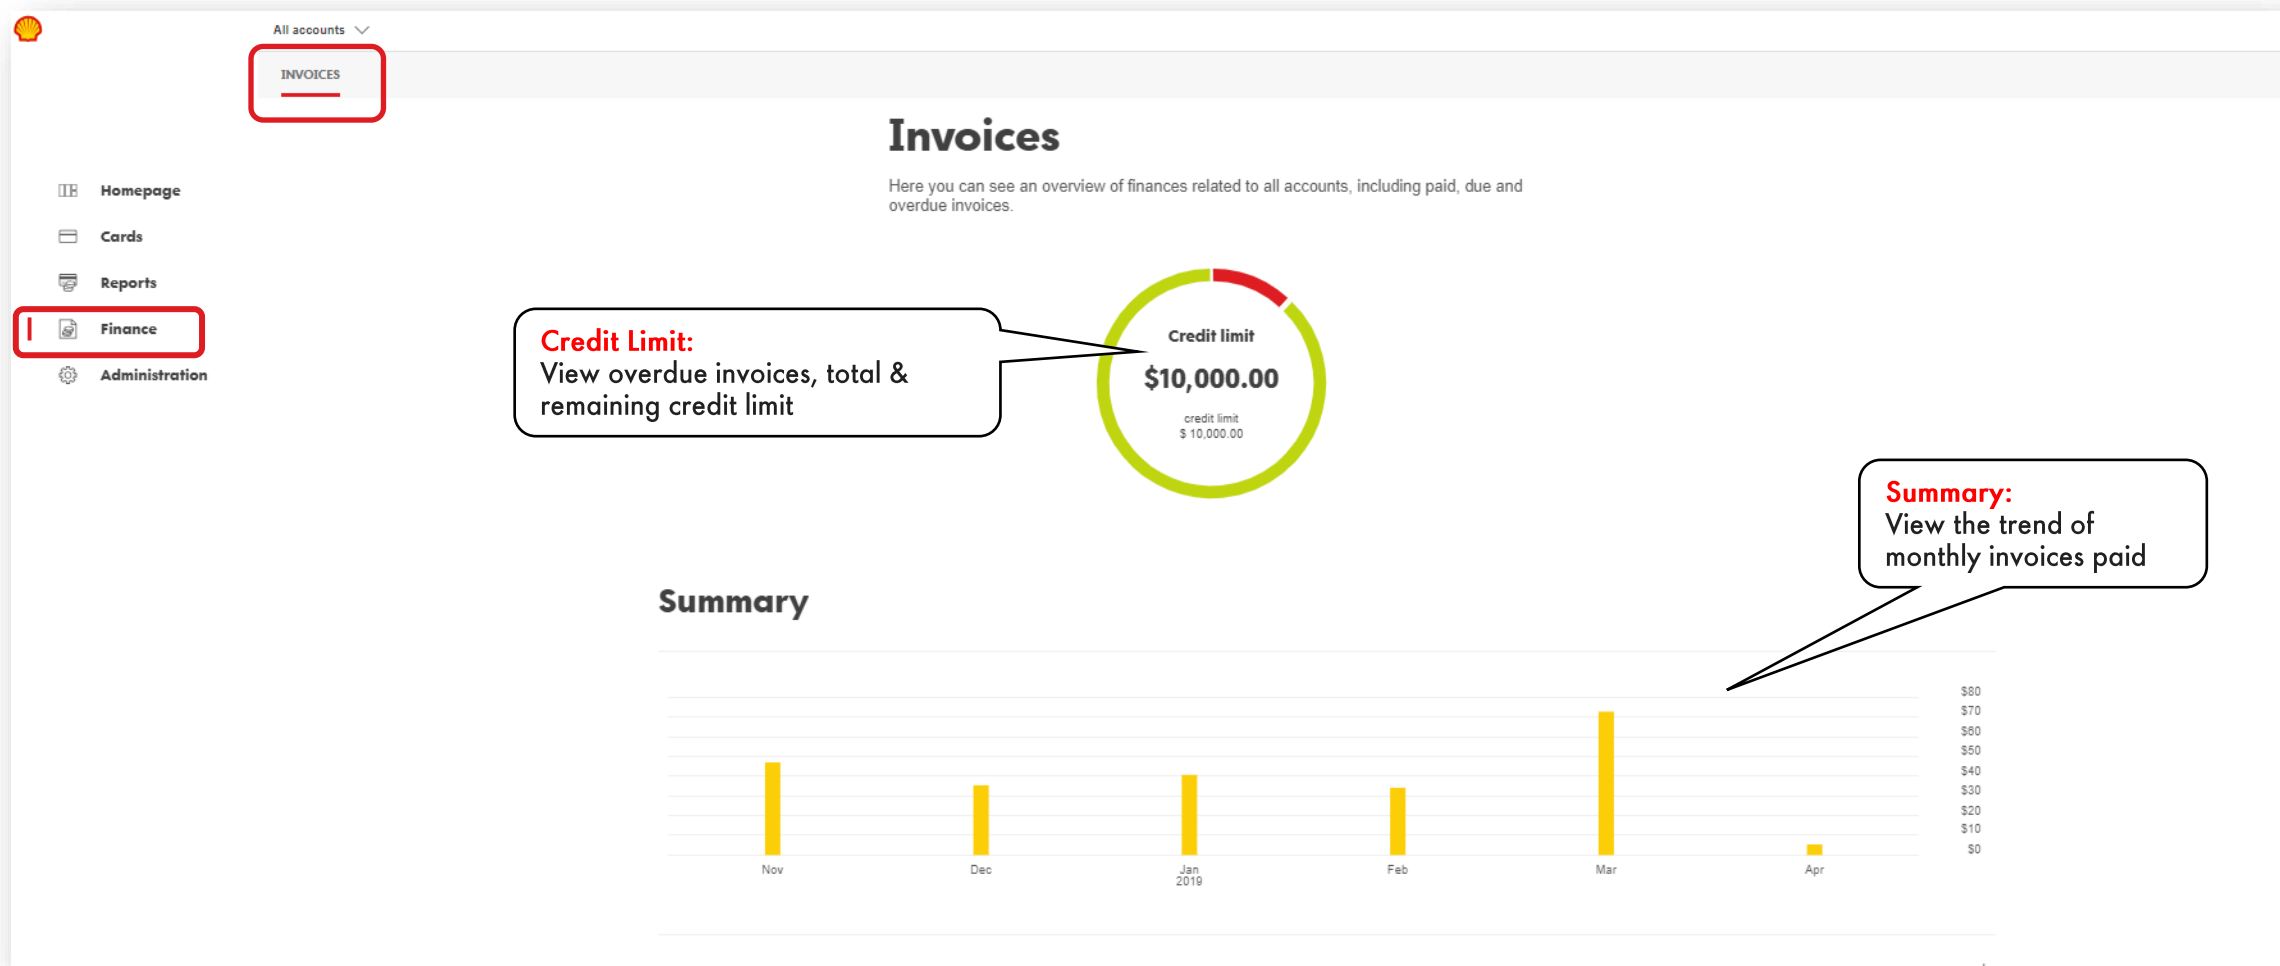 All accounts
INVOICES
Invoices
Here you can see an overview of finances related to all accounts, including paid, due and
overdue invoices.
Homepage
Cards
Reports
Finance
Administration
Credit Limit:
View overdue invoices, total &
remaining credit limit
Credit limit
$10,000.00
credit limit
$ 10,000.00
Summary:
View the trend of
monthly invoices paid
Summary
$80
$70
$60
$50
$40
$30
$20
$10
$0
Nov
Dec
Jan
2019
Feb
Mar
Apr